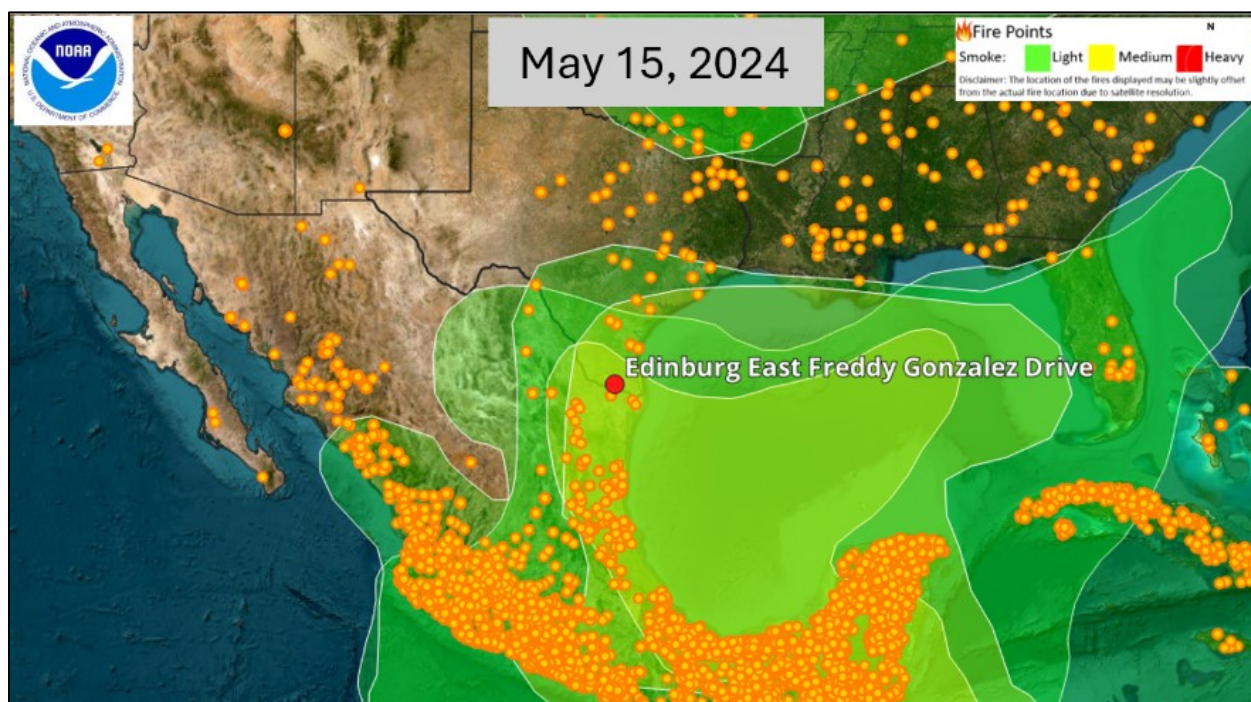 NATIONAL OCEANIC AND ATMOSPHERIC ADMINISTRATION
NOAA
U.S. DEPARTMENT OF COMMERCE
May 15, 2024
N
Fire Points
Smoke: Light Medium Heavy
Disclaimer: The location of the fires displayed may be slightly offset
from the actual fire location due to satellite resolution.
Edinburg East Freddy Gonzalez Drive